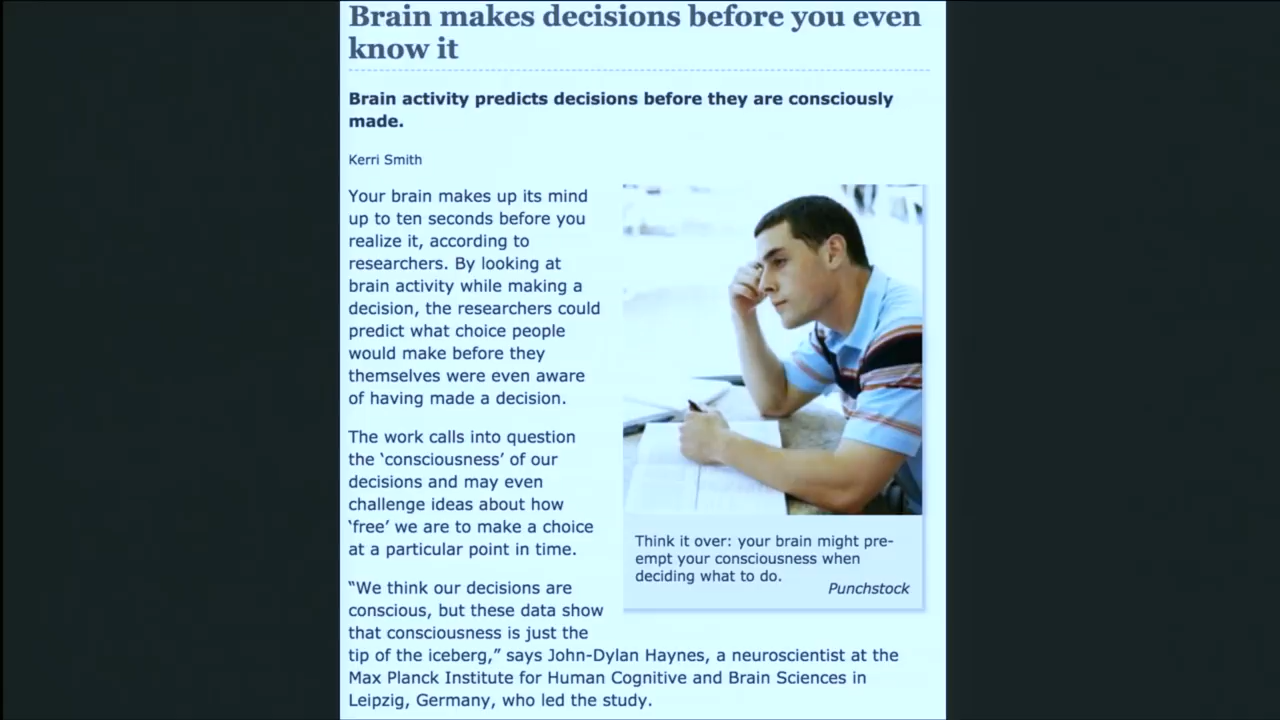 Brain makes decisions before you even
know it
Brain activity predicts decisions before they are consciously
made.
Kerri Smith
Your brain makes up its mind
up to ten seconds before you
realize it, according to
researchers. By looking at
brain activity while making a
decision, the researchers could
predict what choice people
would make before they
themselves were even aware
of having made a decision.
The work calls into question
the ‘consciousness’ of our
decisions and may even
challenge ideas about how
‘free’ we are to make a choice
at a particular point in time.
“We think our decisions are
conscious, but these data show
that consciousness is just the
tip of the iceberg,” says John-Dylan Haynes, a neuroscientist at the
Max Planck Institute for Human Cognitive and Brain Sciences in
Leipzig, Germany, who led the study.
Think it over: your brain might pre-
empt your consciousness when
deciding what to do.
Punchstock